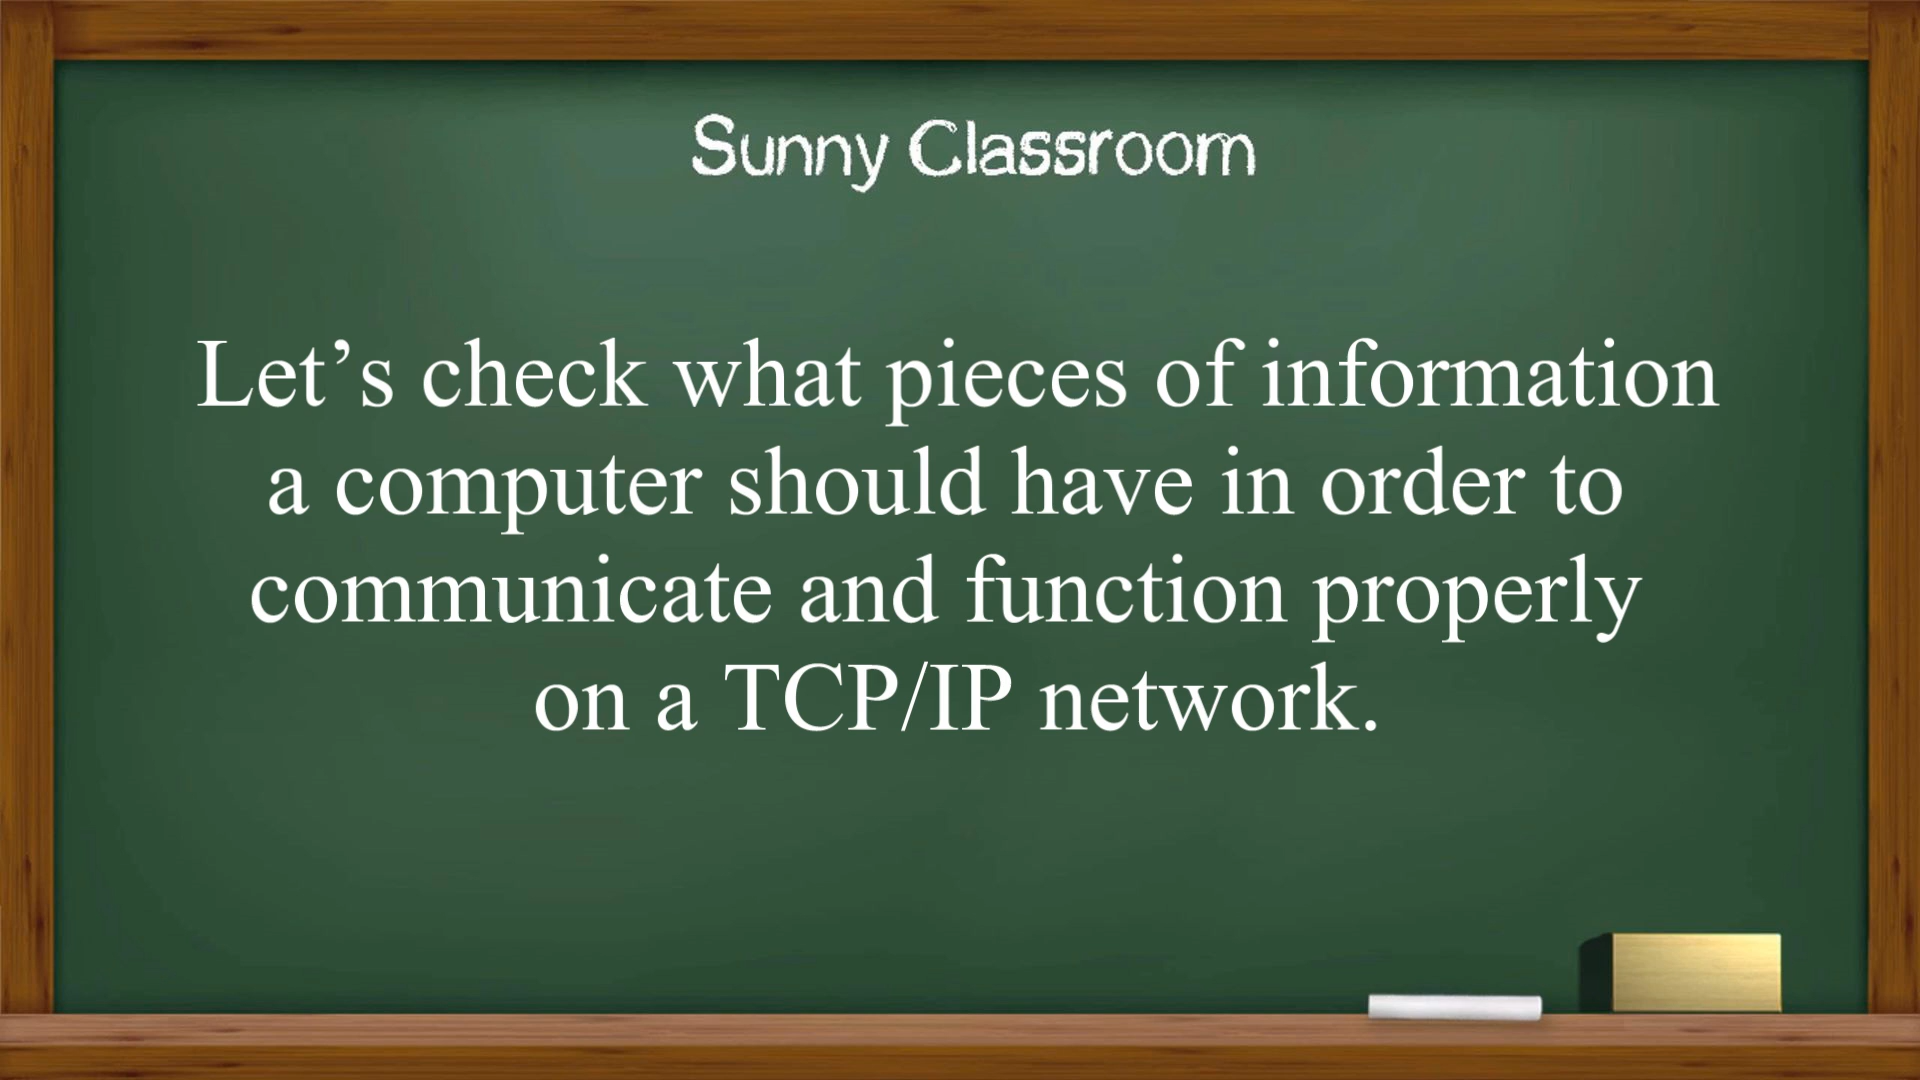 Sunny Classroom
Let’s check what pieces of information
a computer should have in order to
communicate and function properly
on a TCP/IP network.